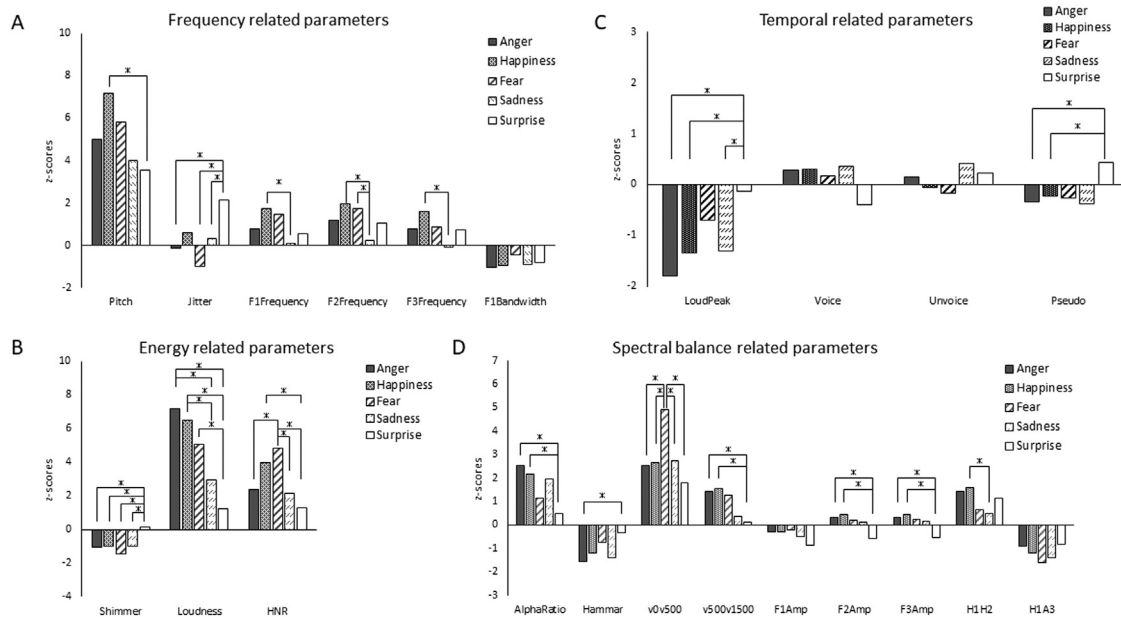 A
Frequency related parameters
10
8
6
4
2
0
-2
z-scores
Anger
Happiness
Fear
Sadness
Surprise
*
*
*
*
*
*
*
*
Pitch Jitter F1Frequency F2Frequency F3Frequency F1Bandwidth
C
Temporal related parameters
3
2
1
0
-1
-2
z-scores
Anger
Happiness
Fear
Sadness
Surprise
*
*
*
*
*
LoudPeak Voice Unvoice Pseudo
B
Energy related parameters
10
8
6
4
2
0
-2
-4
z-scores
Anger
Happiness
Fear
Sadness
Surprise
*
*
*
*
*
*
*
*
*
*
*
*
*
Shimmer Loudness HNR
D
Spectral balance related parameters
7
6
5
4
3
2
1
0
-1
-2
-3
z-scores
Anger
Happiness
Fear
Sadness
Surprise
*
*
*
* *
* *
*
*
*
*
*
*
*
AlphaRatio Hammar v0v500 v500v1500 F1Amp F2Amp F3Amp H1H2 H1A3